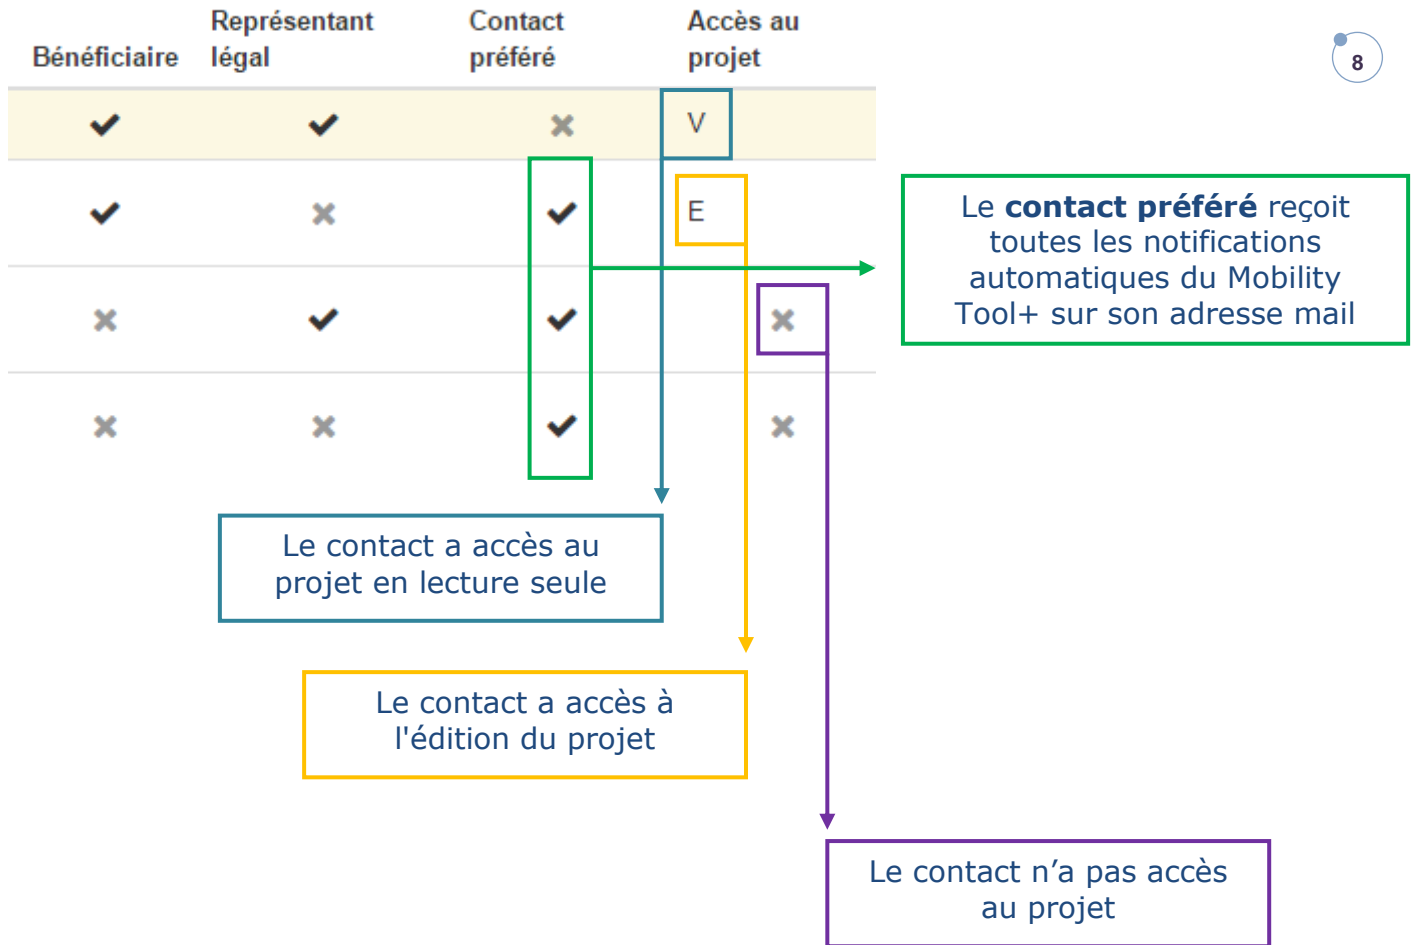 Bénéficiaire
Représentant
légal
Contact
préféré
Accès au
projet
8
V
E
Le contact préféré reçoit
toutes les notifications
automatiques du Mobility
Tool+ sur son adresse mail
Le contact a accès au
projet en lecture seule
Le contact a accès à
l'édition du projet
Le contact n’a pas accès
au projet